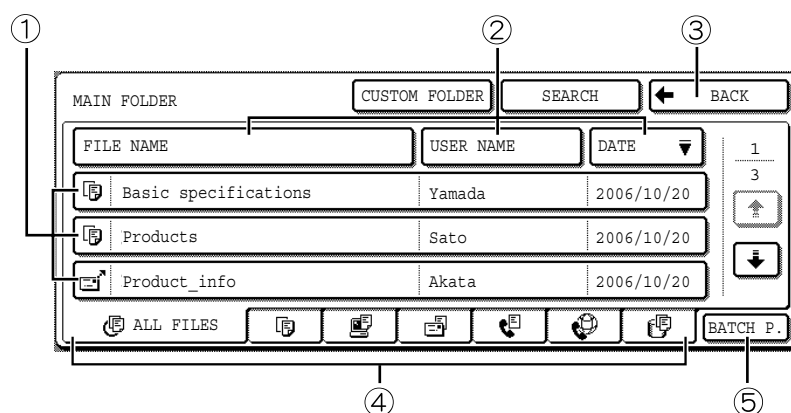 ① ② ③
MAIN FOLDER CUSTOM FOLDER SEARCH BACK
FILE NAME USER NAME DATE 1
3
Basic specifications Yamada 2006/10/20
Products Sato 2006/10/20
Product_info Akata 2006/10/20
ALL FILES BATCH P.
④ ⑤